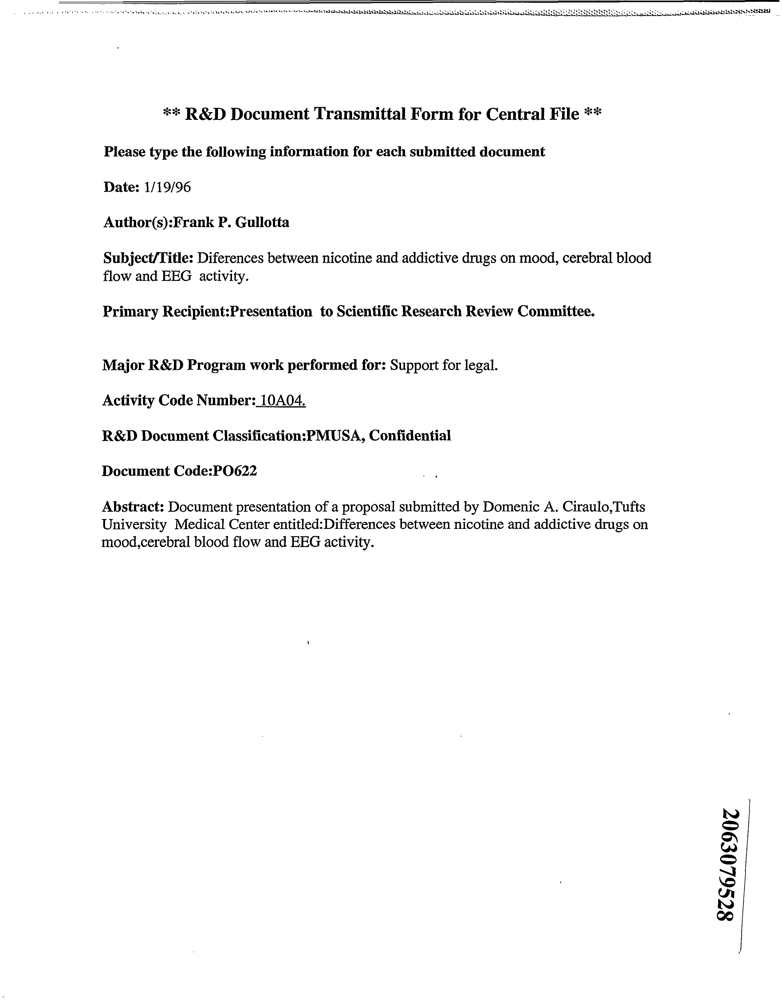 ** R&D Document Transmittal Form for Central File **
Please type the following information for each submitted document
Date: 1/19/96
Author(s):Frank P. Gullotta
Subject/Title: Diferences between nicotine and addictive drugs on mood, cerebral blood
flow and EEG activity.
Primary Recipient:Presentation to Scientific Research Review Committee.
Major R&D Program work performed for: Support for legal.
Activity Code Number: 10A04.
R&D Document Classification:PMUSA, Confidential
Document Code:PO622
Abstract: Document presentation of a proposal submitted by Domenic A. Ciraulo,Tufts
University Medical Center entitled:Differences between nicotine and addictive drugs on
mood,cerebral blood flow and EEG activity.
2063079528